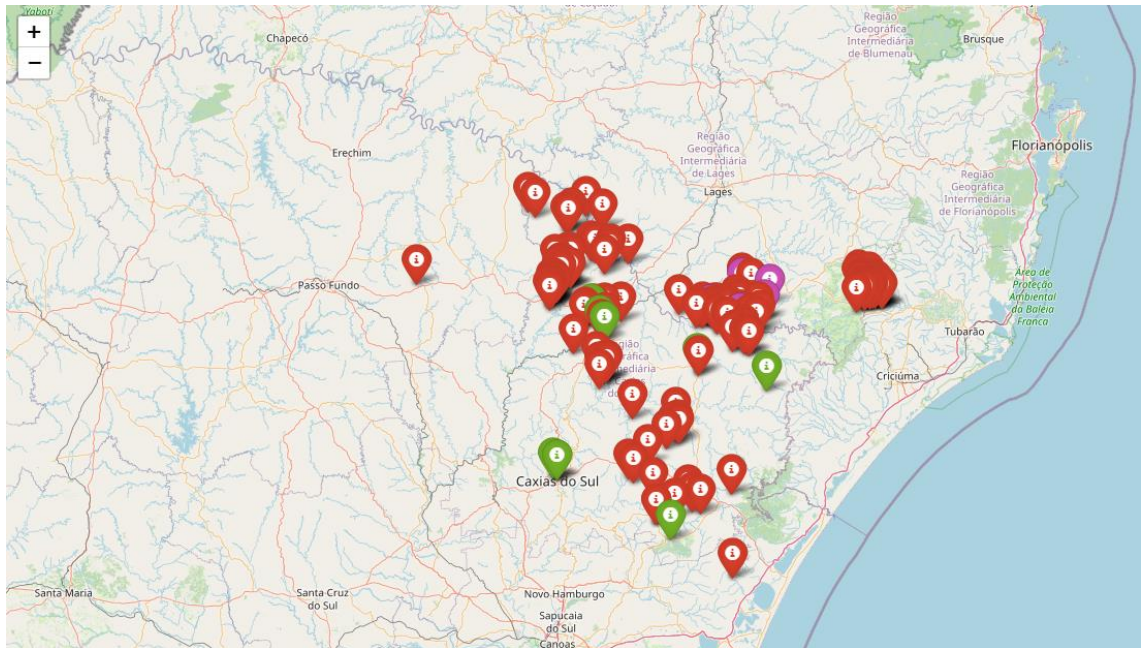 Yaboti
+
−
Chapecó
Região
Geográfica
Intermediária
de Blumenau
Brusque
Erechim
Região
Geográfica
Intermediária
de Lages
Florianópolis
Lages
Região
Geográfica
Intermediária
de Florianópolis
Passo Fundo
Área de
Proteção
Ambiental
da Baleia
Franca
Tubarão
Criciúma
Caxias do Sul
Santa Maria
Santa Cruz
do Sul
Novo Hamburgo
Sapucaia
do Sul
Canoas